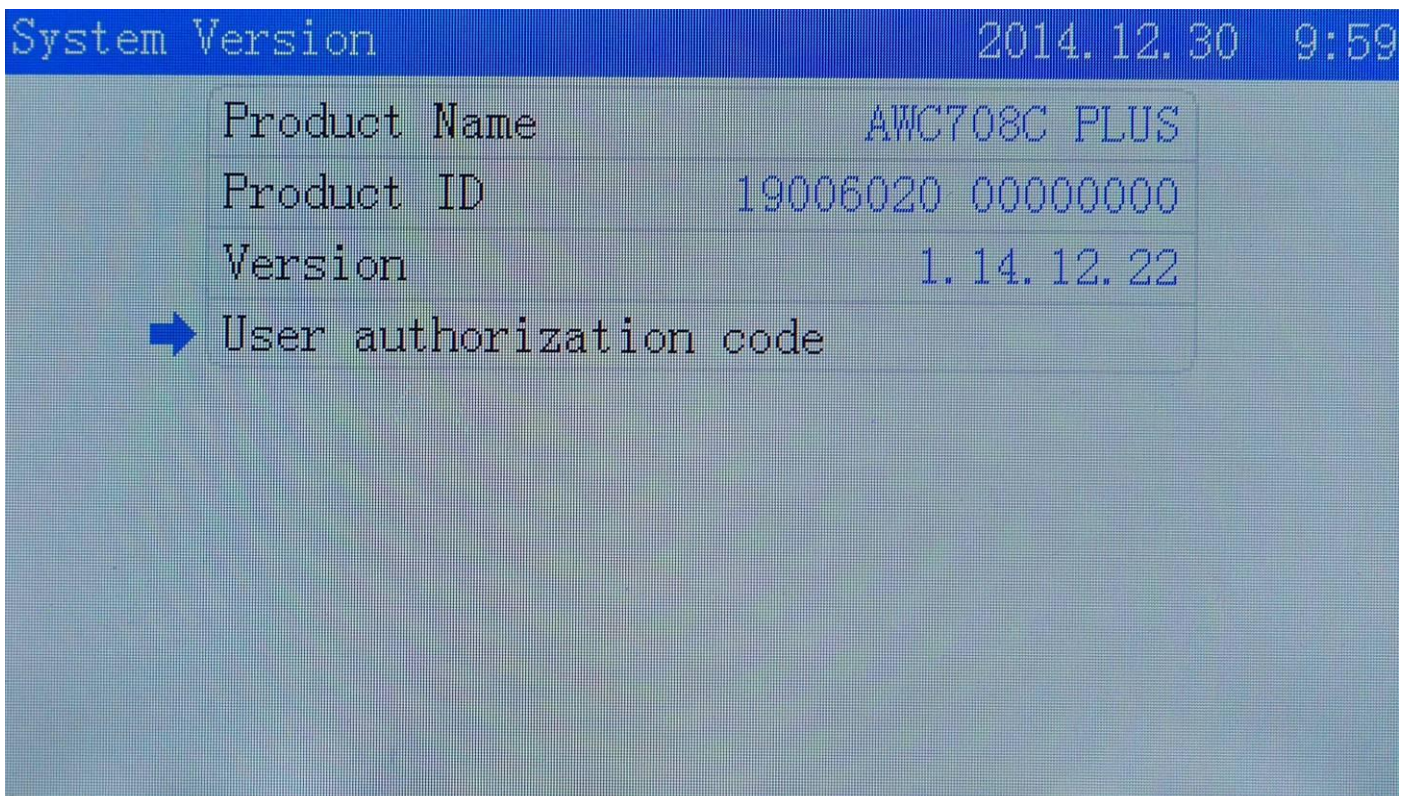 System Version 2014.12.30 9:59
Product Name AWC708C PLUS
Product ID 19006020 00000000
Version 1.14.12.22
User authorization code